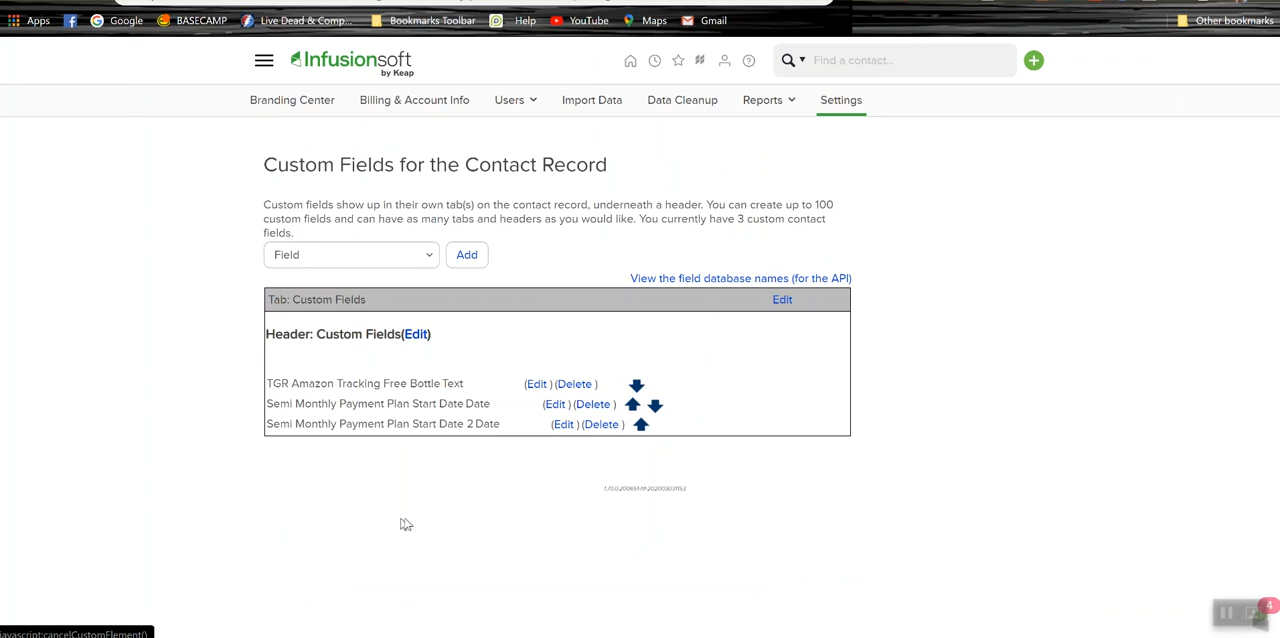 Apps Google BASECAMP Live Dead & Comp... Bookmarks Toolbar Help YouTube Maps Gmail Other bookmarks
Infusionsoft
by Keap
Find a contact...
Branding Center Billing & Account Info Users Import Data Data Cleanup Reports Settings
Custom Fields for the Contact Record
Custom fields show up in their own tab(s) on the contact record, underneath a header. You can create up to 100
custom fields and can have as many tabs and headers as you would like. You currently have 3 custom contact
fields.
Field Add
View the field database names (for the API)
Tab: Custom Fields Edit
Header: Custom Fields(Edit)
TGR Amazon Tracking Free Bottle Text (Edit ) (Delete )
Semi Monthly Payment Plan Start Date Date (Edit ) (Delete )
Semi Monthly Payment Plan Start Date 2 Date (Edit ) (Delete )
4
javascript:cancelCustomElement()